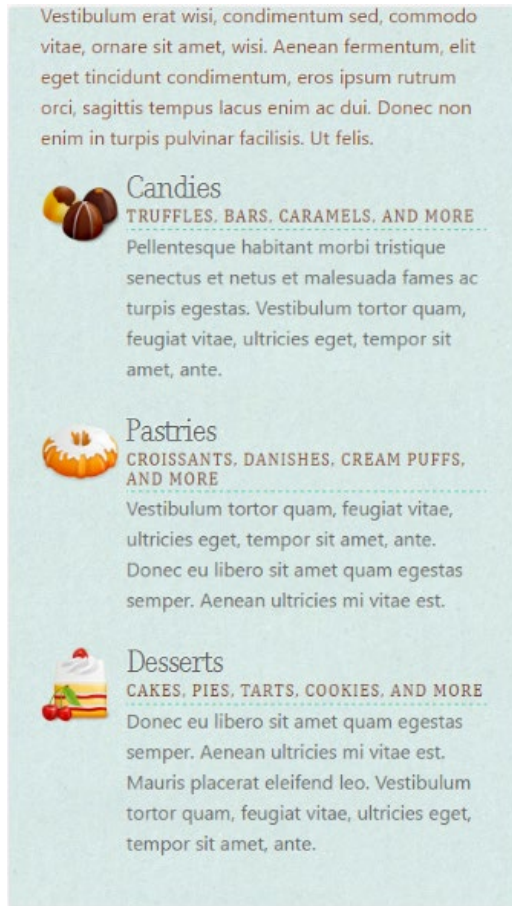 Vestibulum erat wisi, condimentum sed, commodo
vitae, ornare sit amet, wisi. Aenean fermentum, elit
eget tincidunt condimentum, eros ipsum rutrum
orci, sagittis tempus lacus enim ac dui. Donec non
enim in turpis pulvinar facilisis. Ut felis.
Candies
TRUFFLES, BARS, CARAMELS, AND MORE
Pellentesque habitant morbi tristique
senectus et netus et malesuada fames ac
turpis egestas. Vestibulum tortor quam,
feugiat vitae, ultricies eget, tempor sit
amet, ante.
Pastries
CROISSANTS, DANISHES, CREAM PUFFS,
AND MORE
Vestibulum tortor quam, feugiat vitae,
ultricies eget, tempor sit amet, ante.
Donec eu libero sit amet quam egestas
semper. Aenean ultricies mi vitae est.
Desserts
CAKES, PIES, TARTS, COOKIES, AND MORE
Donec eu libero sit amet quam egestas
semper. Aenean ultricies mi vitae est.
Mauris placerat eleifend leo. Vestibulum
tortor quam, feugiat vitae, ultricies eget,
tempor sit amet, ante.